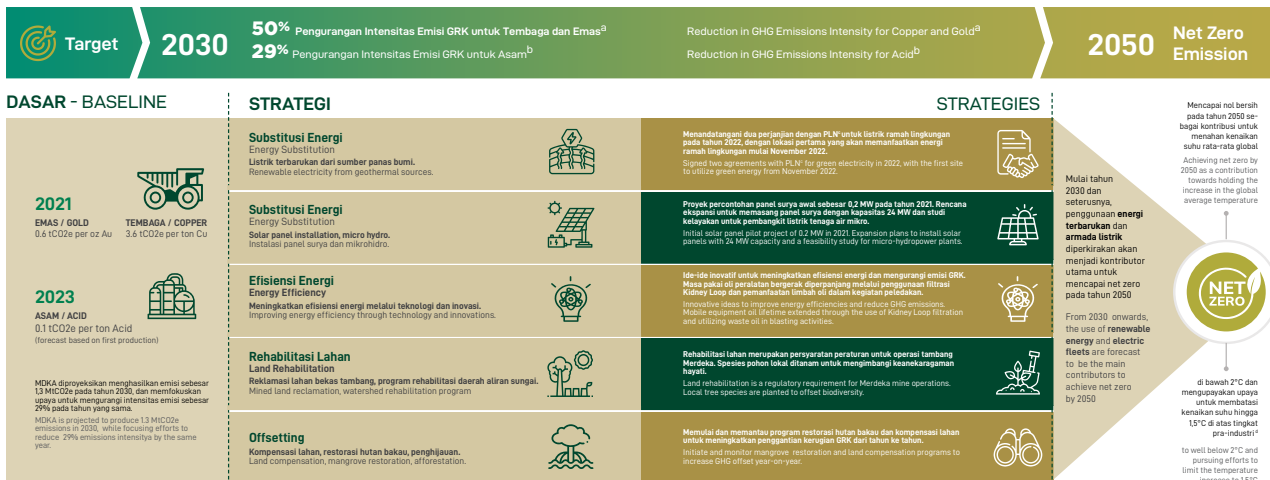 Target
2030
50% Pengurangan Intensitas Emisi GRK untuk Tembaga dan Emasᵃ
29% Pengurangan Intensitas Emisi GRK untuk Asamᵇ
Reduction in GHG Emissions Intensity for Copper and Goldᵃ
Reduction in GHG Emissions Intensity for Acidᵇ
2050
Net Zero
Emission
DASAR - BASELINE
STRATEGI
STRATEGIES
2021
EMAS / GOLD
0.6 tCO2e per oz Au
TEMBAGA / COPPER
3.6 tCO2e per ton Cu
2023
ASAM / ACID
0.1 tCO2e per ton Acid
(forecast based on first production)
MDKA diproyeksikan menghasilkan emisi sebesar
1,3 MtCO2e pada tahun 2030, dan memfokuskan
upaya untuk mengurangi intensitas emisi sebesar
29% pada tahun yang sama.
MDKA is projected to produce 1.3 MtCO2e
emissions in 2030, while focusing efforts to
reduce 29% emissions intensitya by the same
year.
Substitusi Energi
Energy Substitution
Listrik terbarukan dari sumber panas bumi.
Renewable electricity from geothermal sources.
Menandatangani dua perjanjian dengan PLNᶜ untuk listrik ramah lingkungan
pada tahun 2022, dengan lokasi pertama yang akan memanfaatkan energi
ramah lingkungan mulai November 2022.
Signed two agreements with PLNᶜ for green electricity in 2022, with the first site
to utilize green energy from November 2022.
Substitusi Energi
Energy Substitution
Solar panel installation, micro hydro.
Instalasi panel surya dan mikrohidro.
Proyek percontohan panel surya awal sebesar 0,2 MW pada tahun 2021. Rencana
ekspansi untuk memasang panel surya dengan kapasitas 24 MW dan studi
kelayakan untuk pembangkit listrik tenaga air mikro.
Initial solar panel pilot project of 0.2 MW in 2021. Expansion plans to install solar
panels with 24 MW capacity and a feasibility study for micro-hydropower plants.
Efisiensi Energi
Energy Efficiency
Meningkatkan efisiensi energi melalui teknologi dan inovasi.
Improving energy efficiency through technology and innovations.
Ide-ide inovatif untuk meningkatkan efisiensi energi dan mengurangi emisi GRK.
Masa pakai oli peralatan bergerak diperpanjang melalui penggunaan filtrasi
Kidney Loop dan pemanfaatan limbah oli dalam kegiatan peledakan.
Innovative ideas to improve energy efficiencies and reduce GHG emissions.
Mobile equipment oil lifetime extended through the use of Kidney Loop filtration
and utilizing waste oil in blasting activities.
Rehabilitasi Lahan
Land Rehabilitation
Reklamasi lahan bekas tambang, program rehabilitasi daerah aliran sungai.
Mined land reclamation, watershed rehabilitation program
Rehabilitasi lahan merupakan persyaratan peraturan untuk operasi tambang
Merdeka. Spesies pohon lokal ditanam untuk mengimbangi keanekaragaman
hayati.
Land rehabilitation is a regulatory requirement for Merdeka mine operations.
Local tree species are planted to offset biodiversity.
Offsetting
Kompensasi lahan, restorasi hutan bakau, penghijauan.
Land compensation, mangrove restoration, afforestation.
Memulai dan memantau program restorasi hutan bakau dan kompensasi lahan
untuk meningkatkan penggantian kerugian GRK dari tahun ke tahun.
Initiate and monitor mangrove restoration and land compensation programs to
increase GHG offset year-on-year.
Mulai tahun
2030 dan
seterusnya,
penggunaan energi
terbarukan dan
armada listrik
diperkirakan akan
menjadi kontributor
utama untuk
mencapai net zero
pada tahun 2050
From 2030 onwards,
the use of renewable
energy and electric
fleets are forecast
to be the main
contributors to
achieve net zero
by 2050
Mencapai nol bersih
pada tahun 2050 se-
bagai kontribusi untuk
menahan kenaikan
suhu rata-rata global
Achieving net zero by
2050 as a contribution
towards holding the
increase in the global
average temperature
NET
ZERO
di bawah 2°C dan
mengupayakan upaya
untuk membatasi
kenaikan suhu hingga
1,5°C di atas tingkat
pra-industriᵈ
to well below 2°C and
pursuing efforts to
limit the temperature
increase to 1.5°C